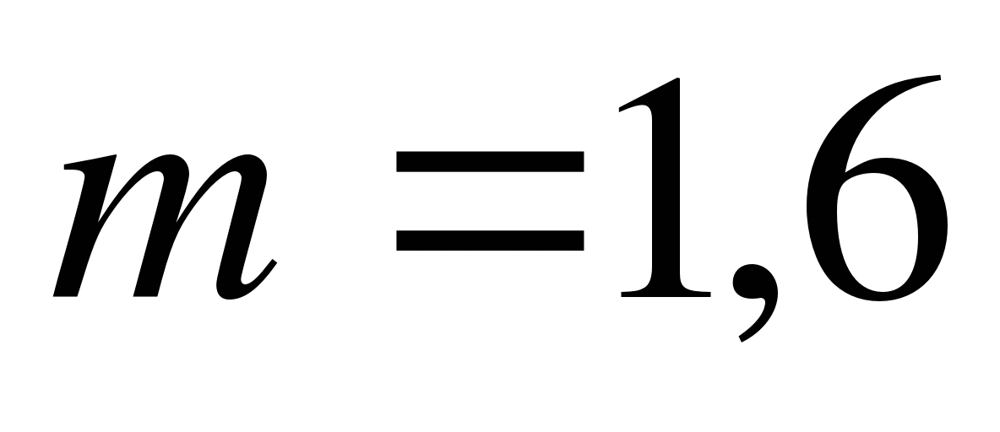 m = 1,6